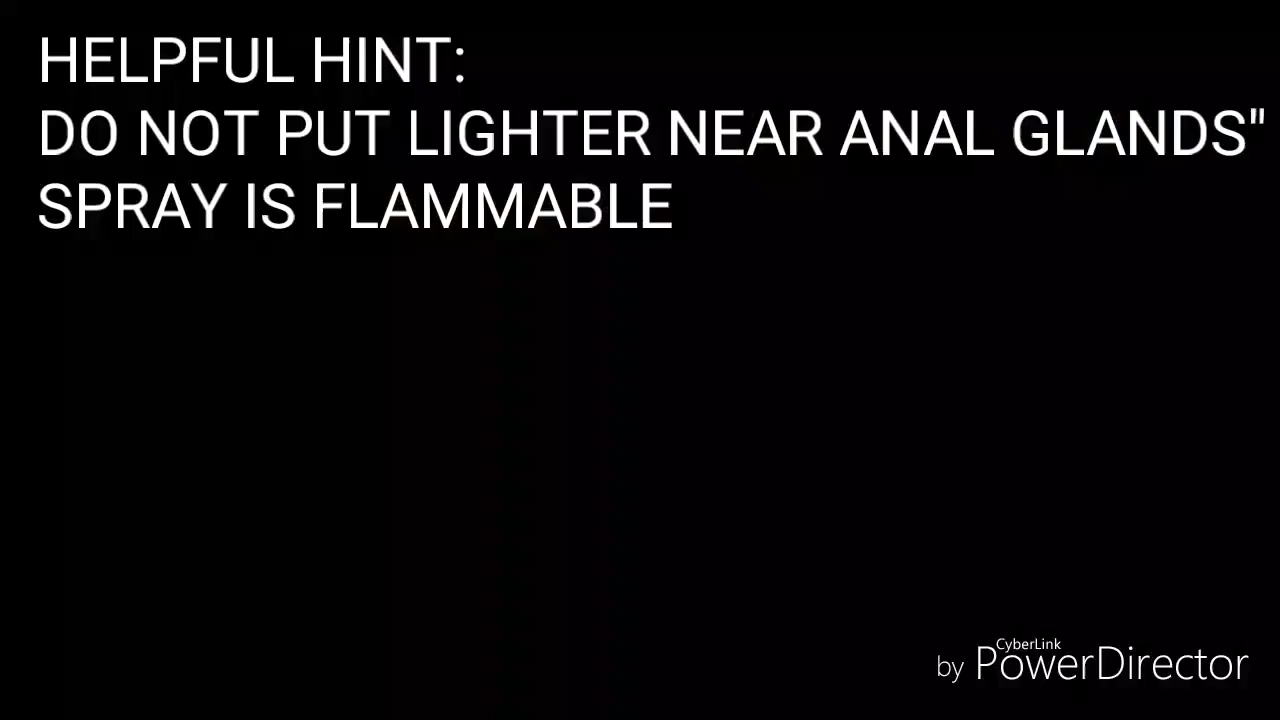 HELPFUL HINT:
DO NOT PUT LIGHTER NEAR ANAL GLANDS"
SPRAY IS FLAMMABLE
CyberLink
by PowerDirector